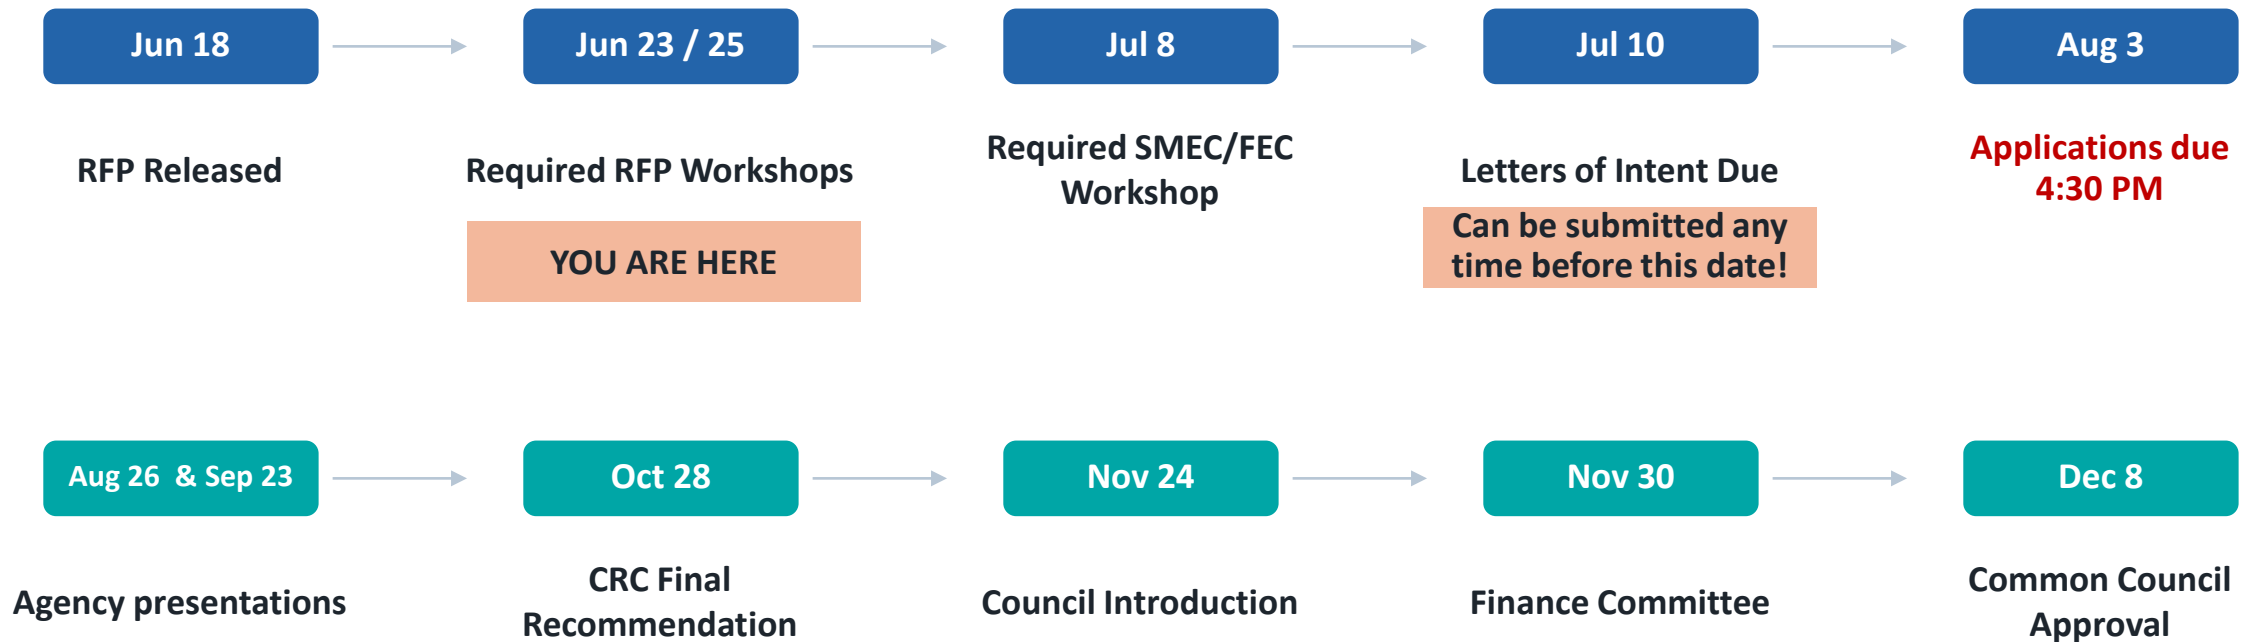 Jun 18
Jun 23 / 25
Jul 8
Jul 10
Aug 3
RFP Released
Required RFP Workshops
YOU ARE HERE
Required SMEC/FEC
Workshop
Letters of Intent Due
Can be submitted any
time before this date!
Applications due
4:30 PM
Aug 26 & Sep 23
Oct 28
Nov 24
Nov 30
Dec 8
Agency presentations
CRC Final
Recommendation
Council Introduction
Finance Committee
Common Council
Approval